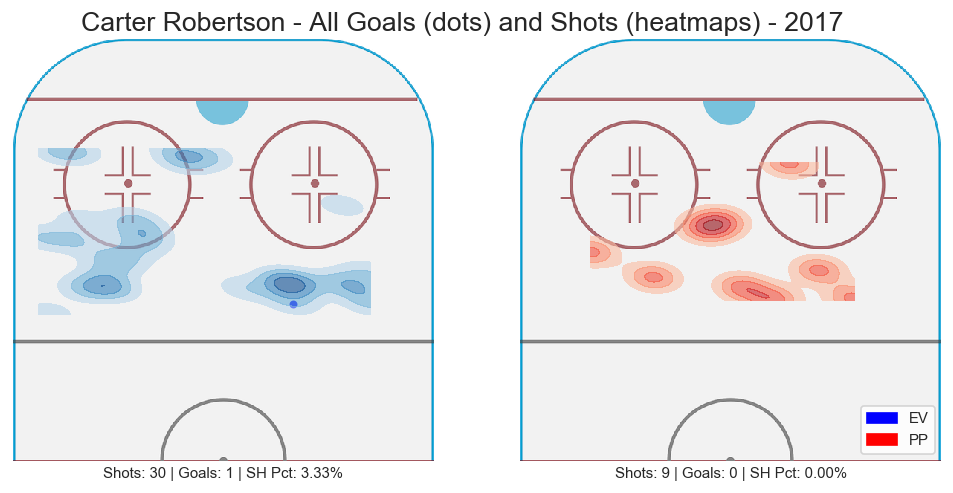 Carter Robertson - All Goals (dots) and Shots (heatmaps) - 2017
EV
PP
Shots: 30 | Goals: 1 | SH Pct: 3.33%
Shots: 9 | Goals: 0 | SH Pct: 0.00%